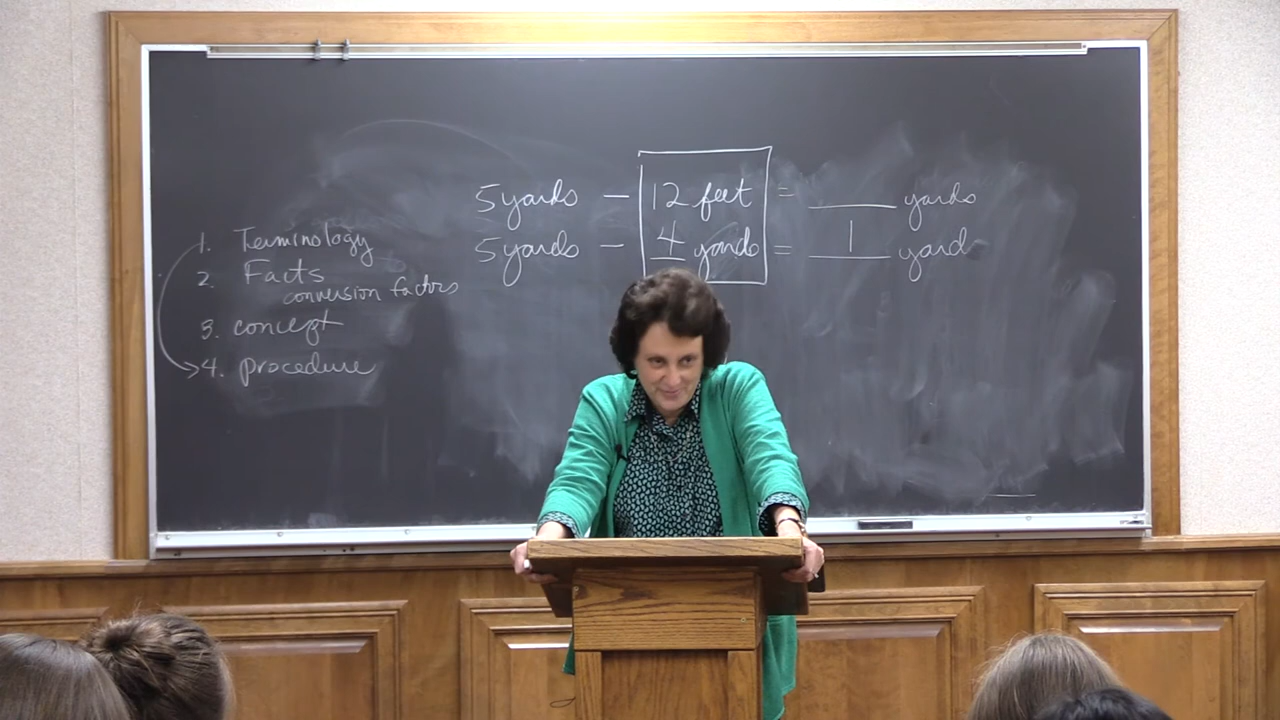 5 yards - 12 feet = ____ yards
5 yards - 4 yards = 1 yard
1. Terminology
2. Facts
conversion factors
3. concept
4. procedure